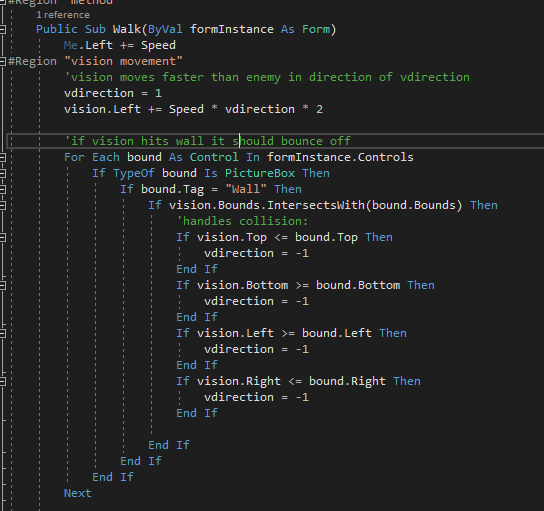 #Region "method"
1 reference
Public Sub Walk(ByVal formInstance As Form)
Me.Left += Speed
#Region "vision movement"
'vision moves faster than enemy in direction of vdirection
vdirection = 1
vision.Left += Speed * vdirection * 2
'if vision hits wall it should bounce off
For Each bound As Control In formInstance.Controls
If TypeOf bound Is PictureBox Then
If bound.Tag = "Wall" Then
If vision.Bounds.IntersectsWith(bound.Bounds) Then
'handles collision:
If vision.Top <= bound.Top Then
vdirection = -1
End If
If vision.Bottom >= bound.Bottom Then
vdirection = -1
End If
If vision.Left >= bound.Left Then
vdirection = -1
End If
If vision.Right <= bound.Right Then
vdirection = -1
End If
End If
End If
End If
Next